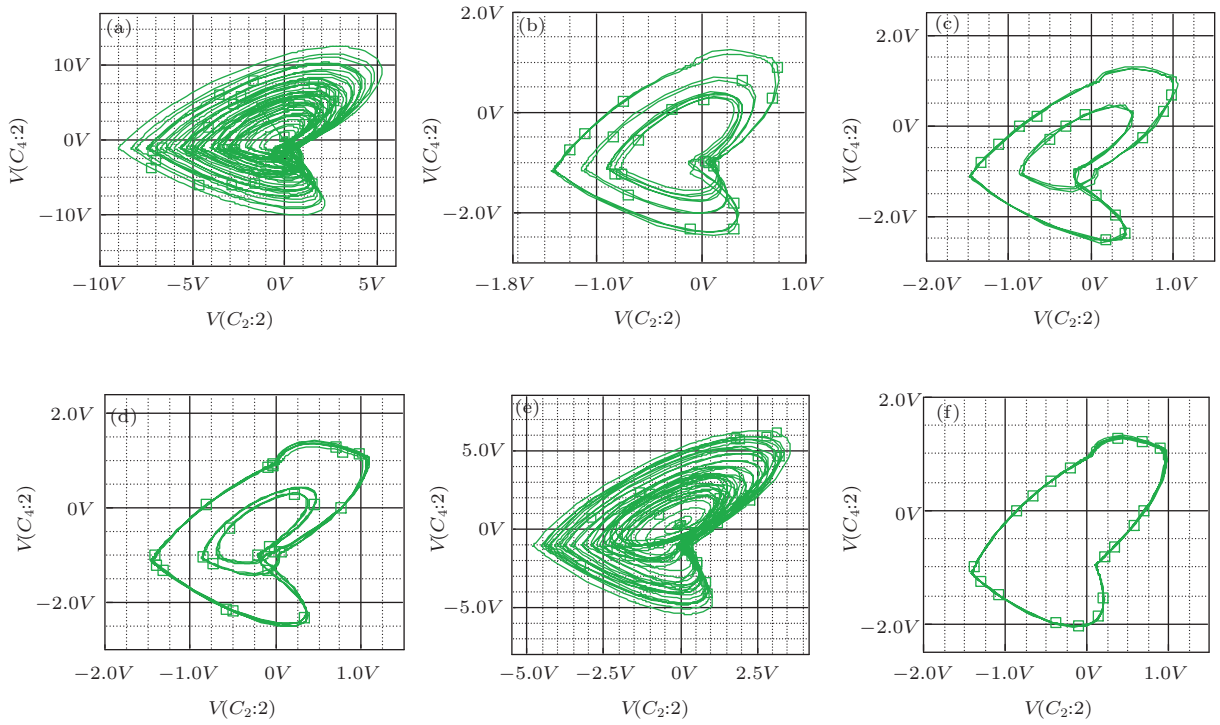 (a)
10V
0V
−10V
V(C4:2)
−10V −5V 0V 5V
V(C2:2)
(b)
2.0V
0V
−2.0V
V(C4:2)
−1.8V −1.0V 0V 1.0V
V(C2:2)
(c)
2.0V
0V
−2.0V
V(C4:2)
−2.0V −1.0V 0V 1.0V
V(C2:2)
(d)
2.0V
0V
−2.0V
V(C4:2)
−2.0V −1.0V 0V 1.0V
V(C2:2)
(e)
5.0V
0V
−5.0V
V(C4:2)
−5.0V −2.5V 0V 2.5V
V(C2:2)
(f)
2.0V
0V
−2.0V
V(C4:2)
−2.0V −1.0V 0V 1.0V
V(C2:2)